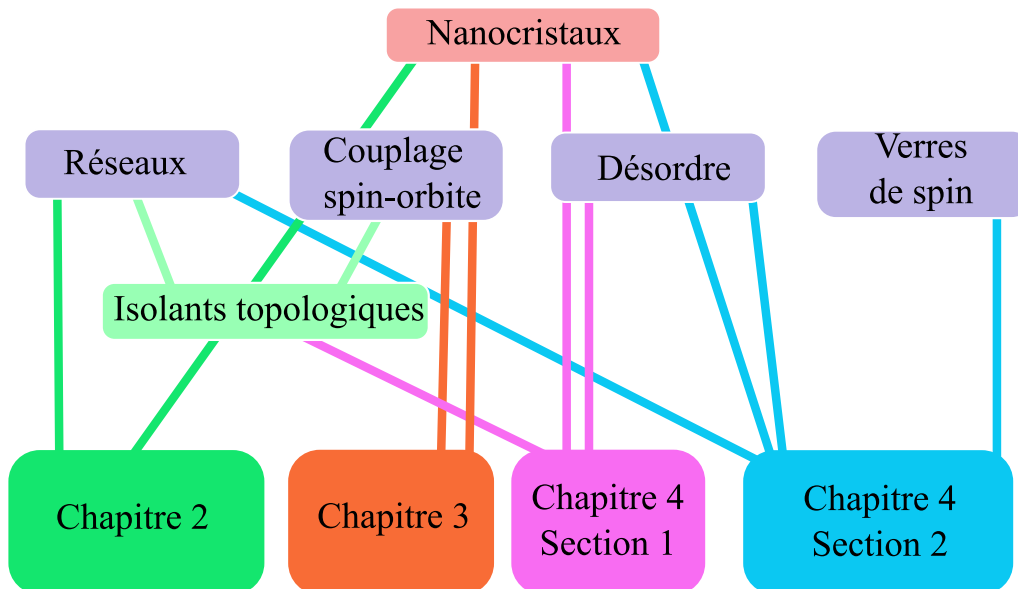 Nanocristaux
Réseaux
Couplage
spin-orbite
Désordre
Verres
de spin
Isolants topologiques
Chapitre 2
Chapitre 3
Chapitre 4
Section 1
Chapitre 4
Section 2